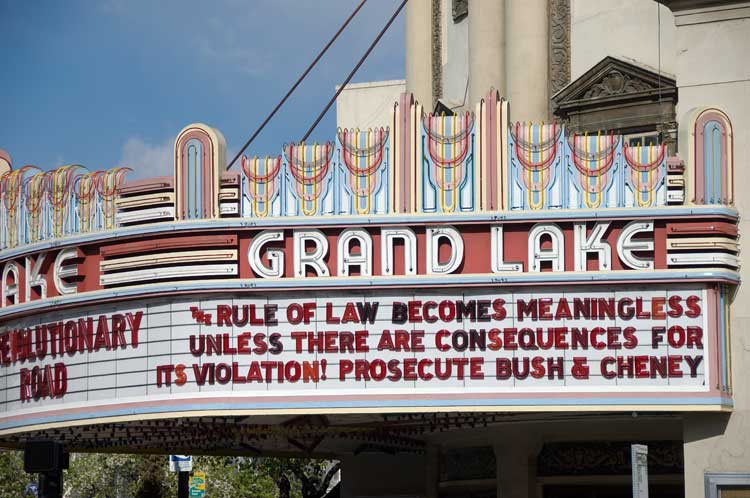 GRAND LAKE
AKE
THE RULE OF LAW BECOMES MEANINGLESS
UNLESS THERE ARE CONSEQUENCES FOR
ITS VIOLATION! PROSECUTE BUSH & CHENEY
REVOLUTIONARY
ROAD